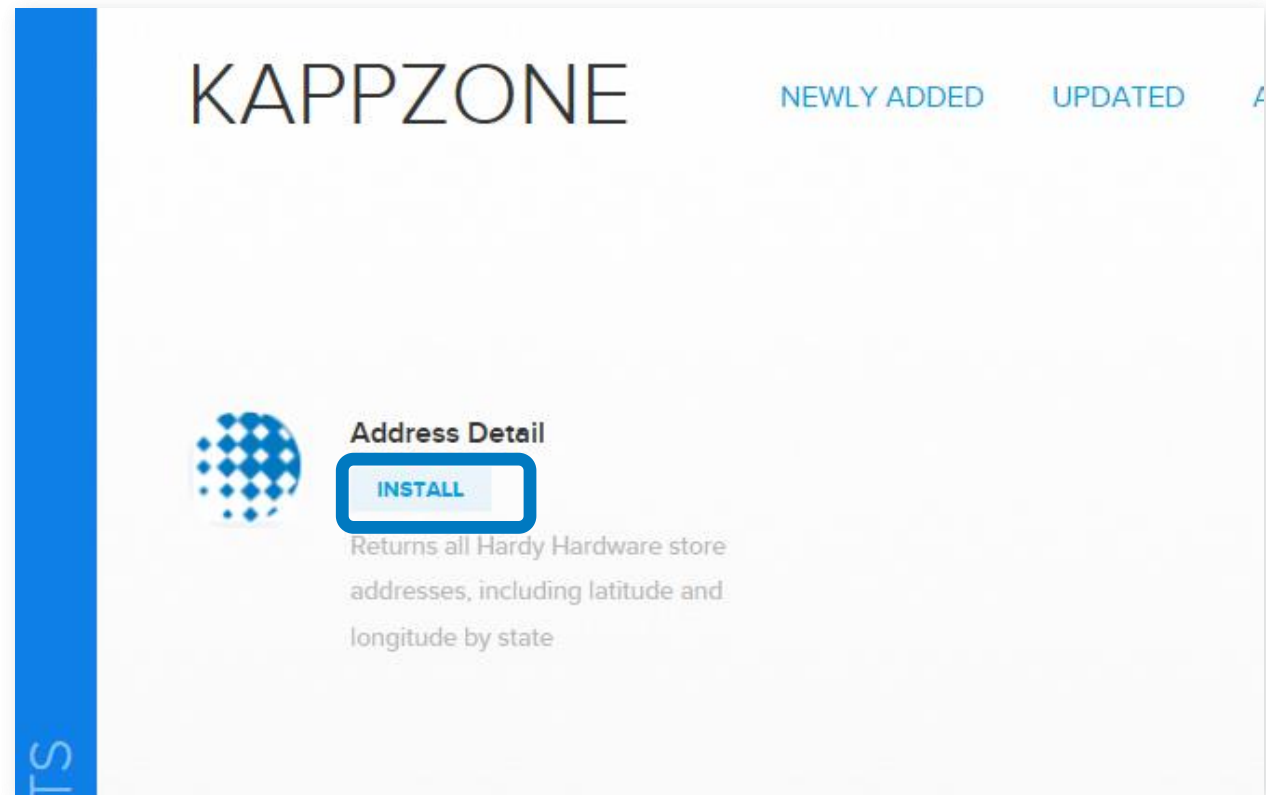 KAPPZONE
NEWLY ADDED
UPDATED
Address Detail
INSTALL
Returns all Hardy Hardware store
addresses, including latitude and
longitude by state
TS